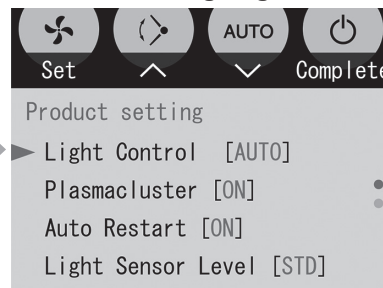 AUTO
Set Complete
Product setting
Light Control [AUTO]
Plasmacluster [ON]
Auto Restart [ON]
Light Sensor Level [STD]